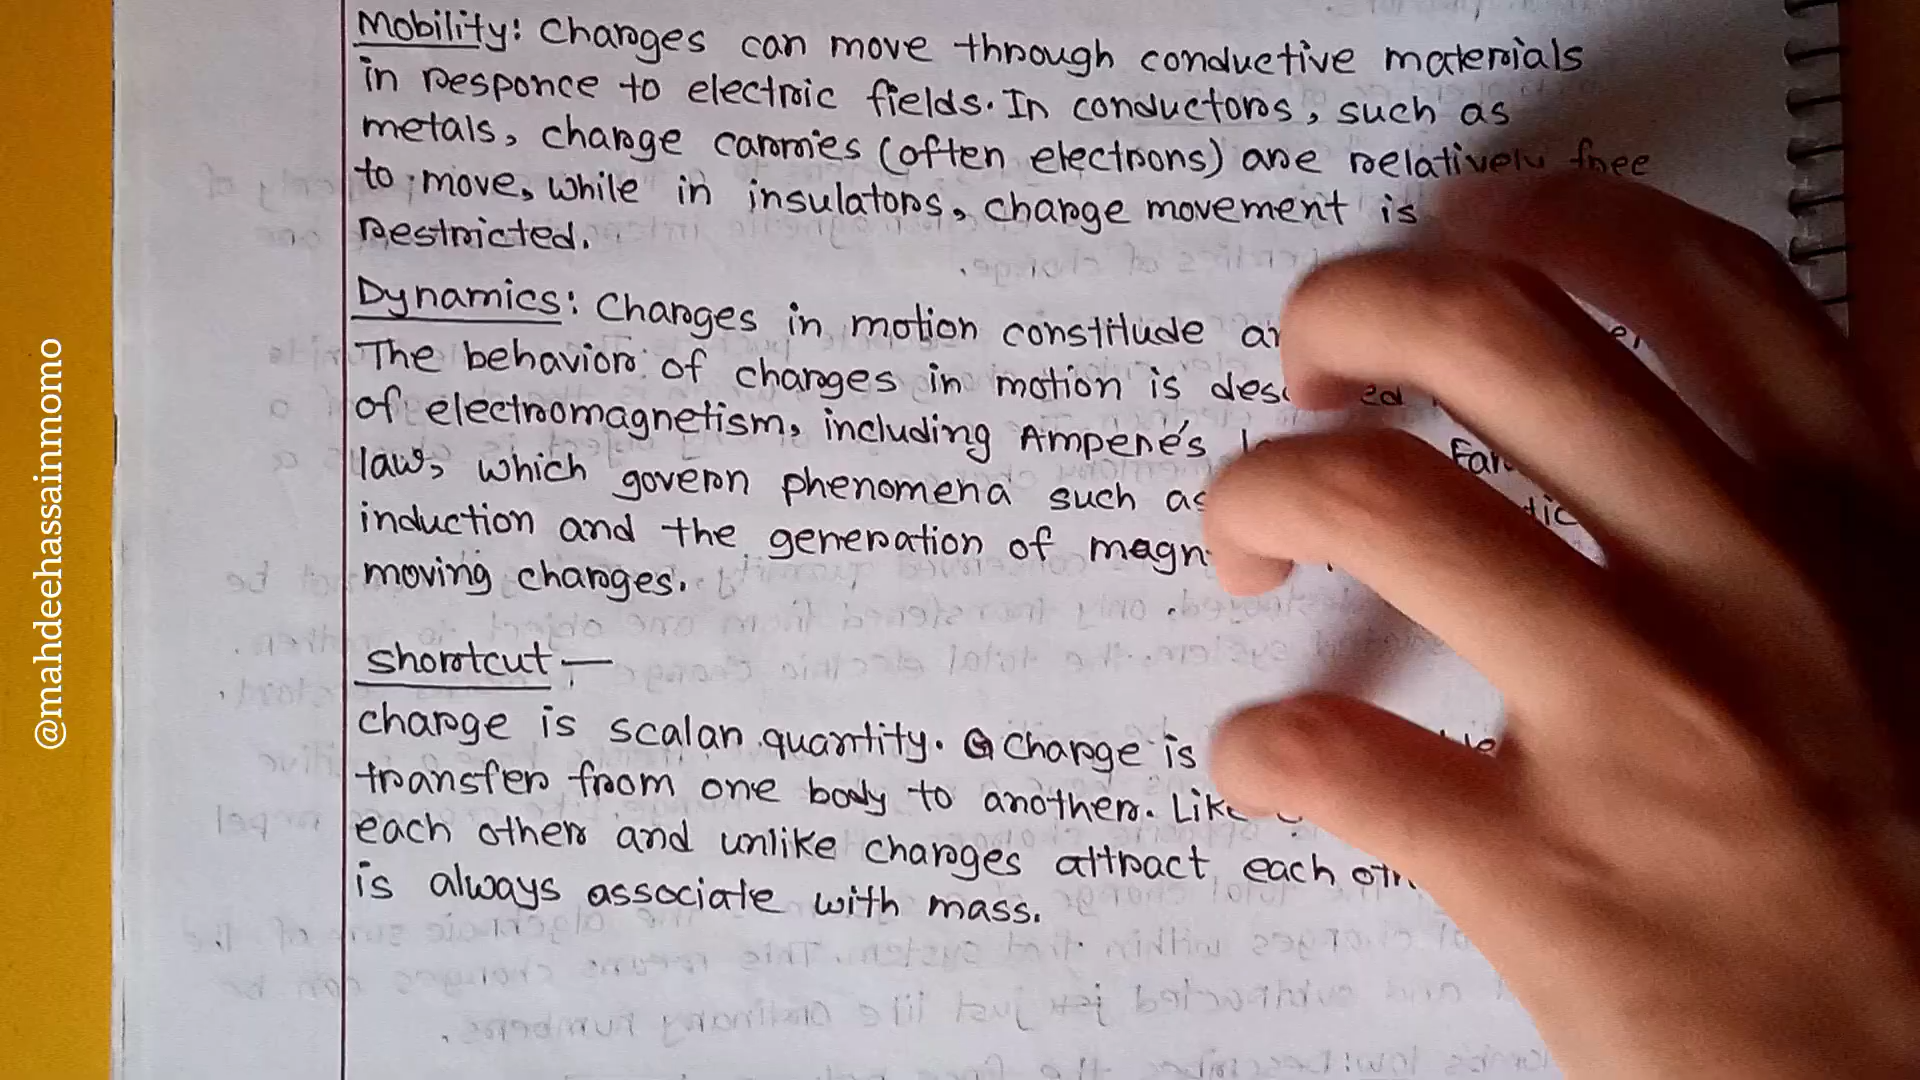 Mobility: Charges can move through conductive materials
in responce to electric fields. In conductors, such as
metals, charge carries (often electrons) are relatively free
to move, while in insulators, charge movement is
restricted.
Dynamics: Charges in motion constitude
The behavior of charges in motion is
of electromagnetism, including Ampere's
law, which govern phenomena such as
induction and the generation of
moving charges.
Shortcut —
charge is scalar quantity. Charge is
transfer from one body to another. Like
each other and unlike charges attract each
is always associate with mass.
@mahdeehassainmomo